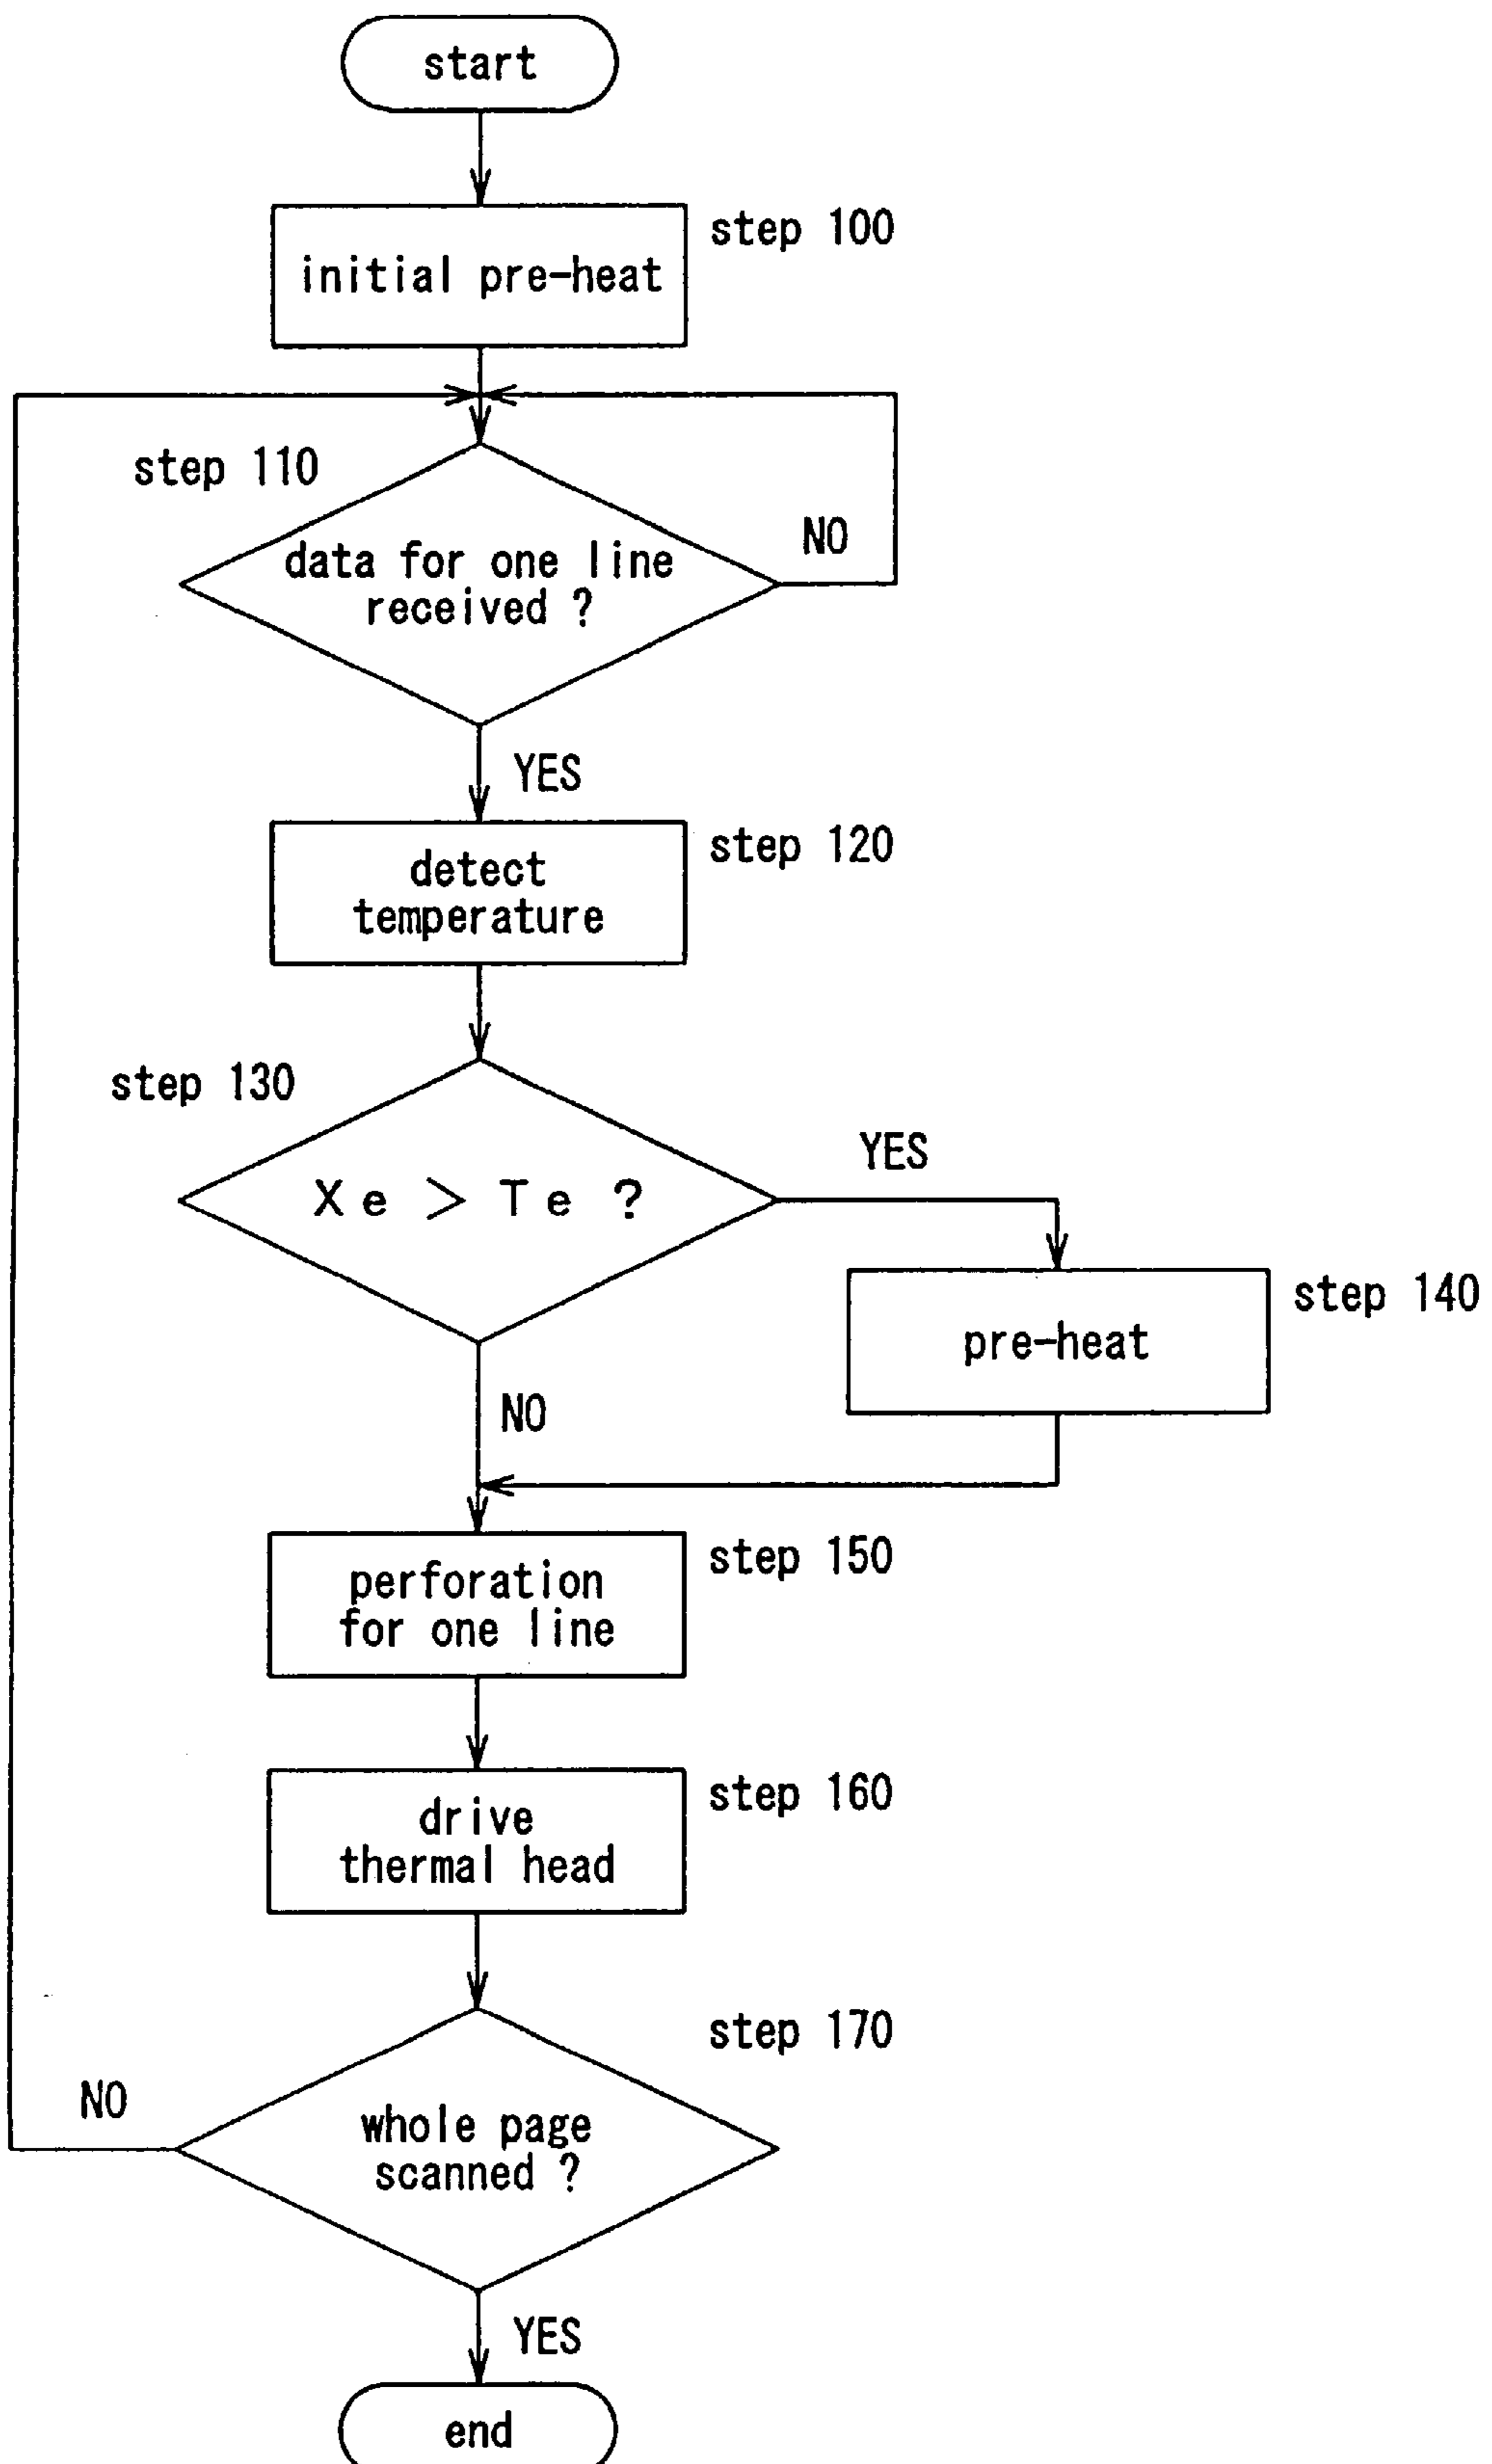 start
step 100
initial pre-heat
step 110
NO
data for one line
received ?
YES
step 120
detect
temperature
step 130
YES
Xe > Te ?
step 140
pre-heat
NO
step 150
perforation
for one line
step 160
drive
thermal head
step 170
NO
whole page
scanned ?
YES
end